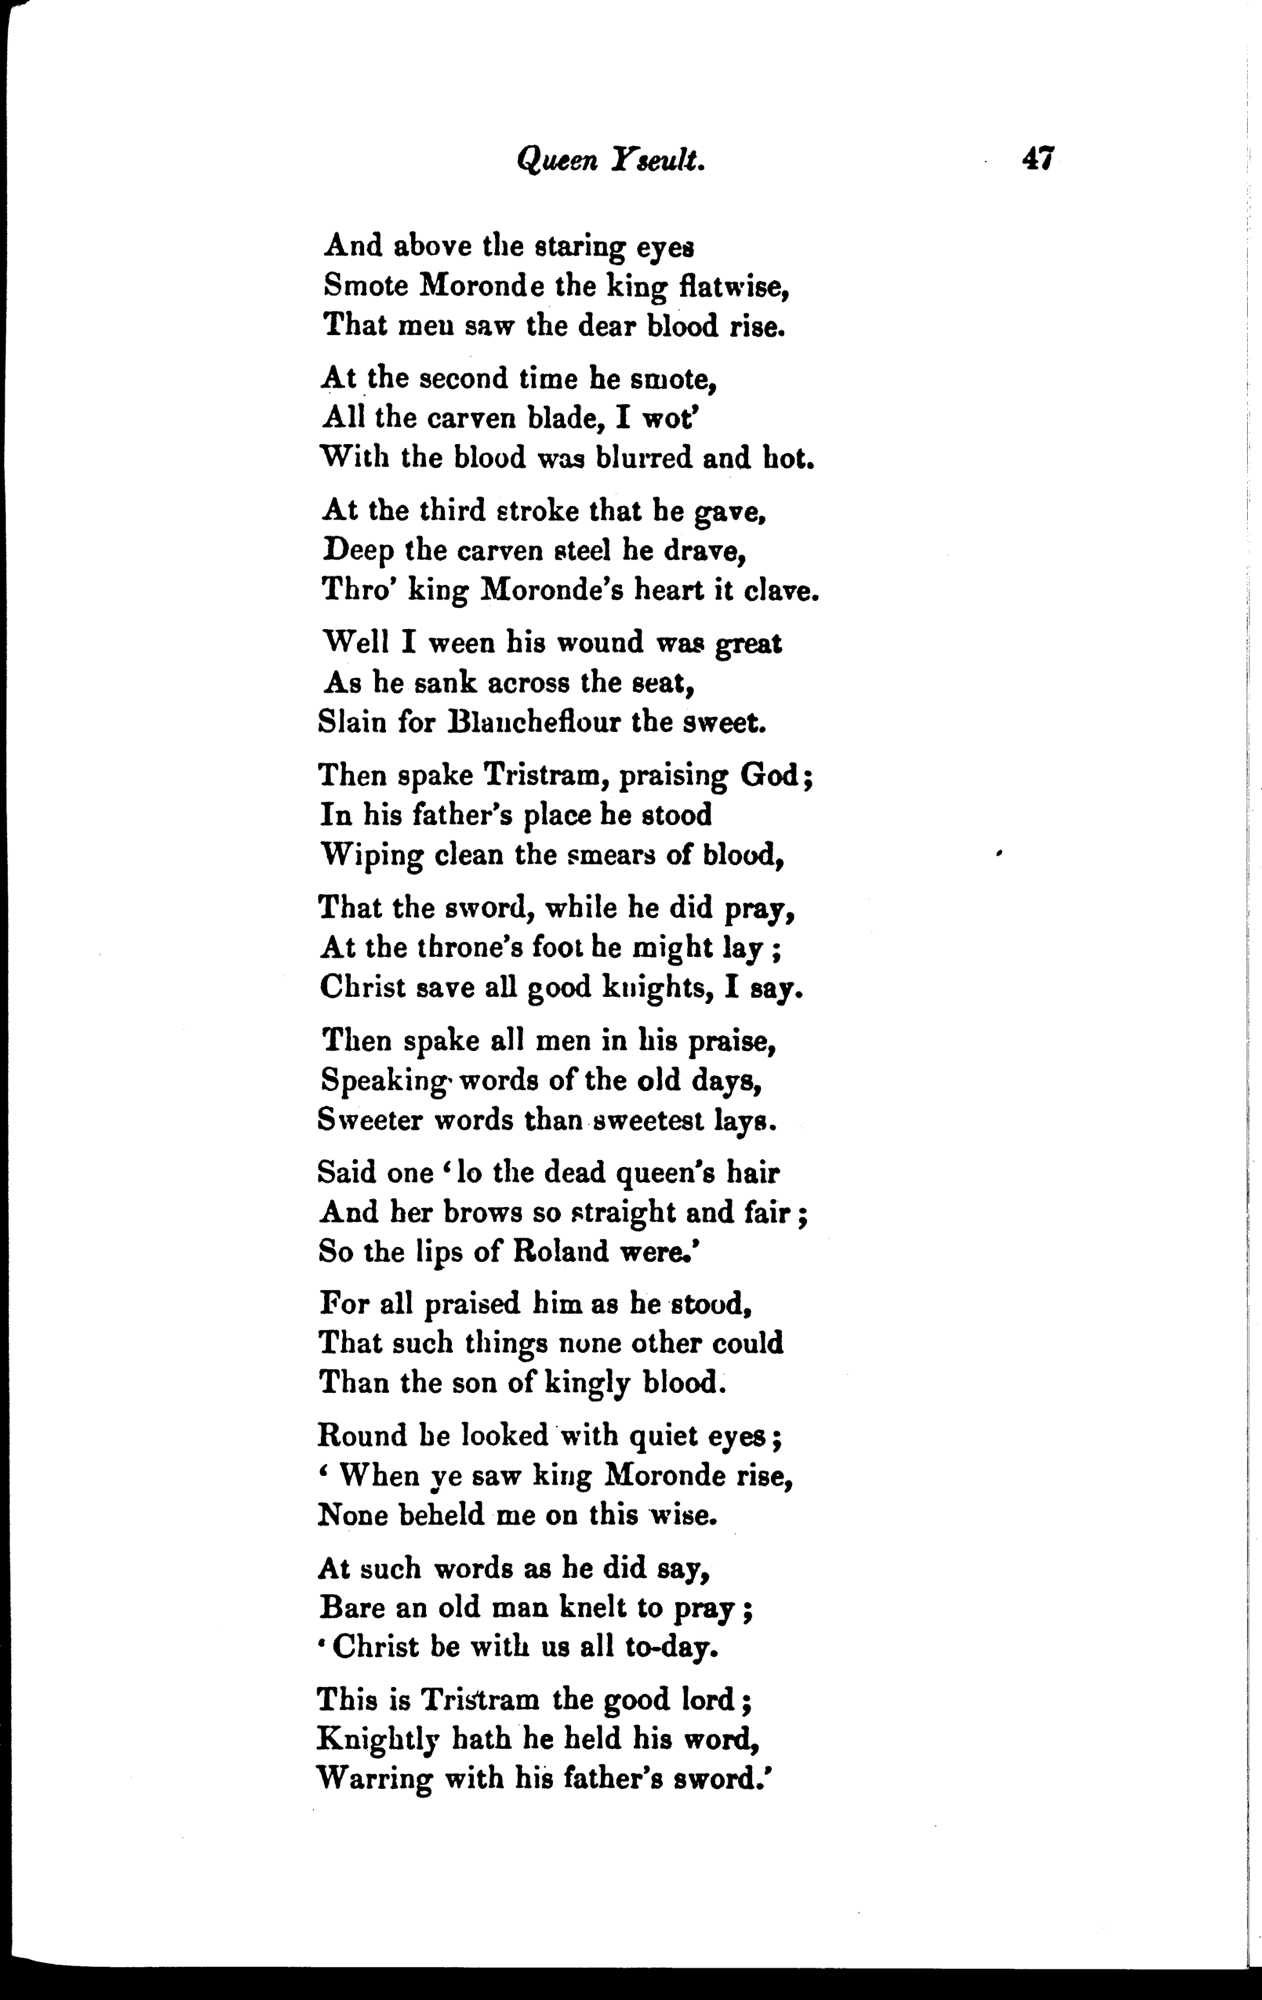 Queen Yseult. 47
And above the staring eyes
Smote Moronde the king flatwise,
That men saw the dear blood rise.
At the second time he smote,
All the carven blade, I wot'
With the blood was blurred and hot.
At the third stroke that he gave,
Deep the carven steel he drave,
Thro' king Moronde's heart it clave.
Well I ween his wound was great
As he sank across the seat,
Slain for Blancheflour the sweet.
Then spake Tristram, praising God;
In his father's place he stood
Wiping clean the smears of blood,
That the sword, while he did pray,
At the throne's foot he might lay;
Christ save all good knights, I say.
Then spake all men in his praise,
Speaking words of the old days,
Sweeter words than sweetest lays.
Said one ‘lo the dead queen's hair
And her brows so straight and fair;
So the lips of Roland were.’
For all praised him as he stood,
That such things none other could
Than the son of kingly blood.
Round he looked with quiet eyes;
‘When ye saw king Moronde rise,
None beheld me on this wise.
At such words as he did say,
Bare an old man knelt to pray;
‘Christ be with us all to-day.
This is Tristram the good lord;
Knightly hath he held his word,
Warring with his father's sword.’